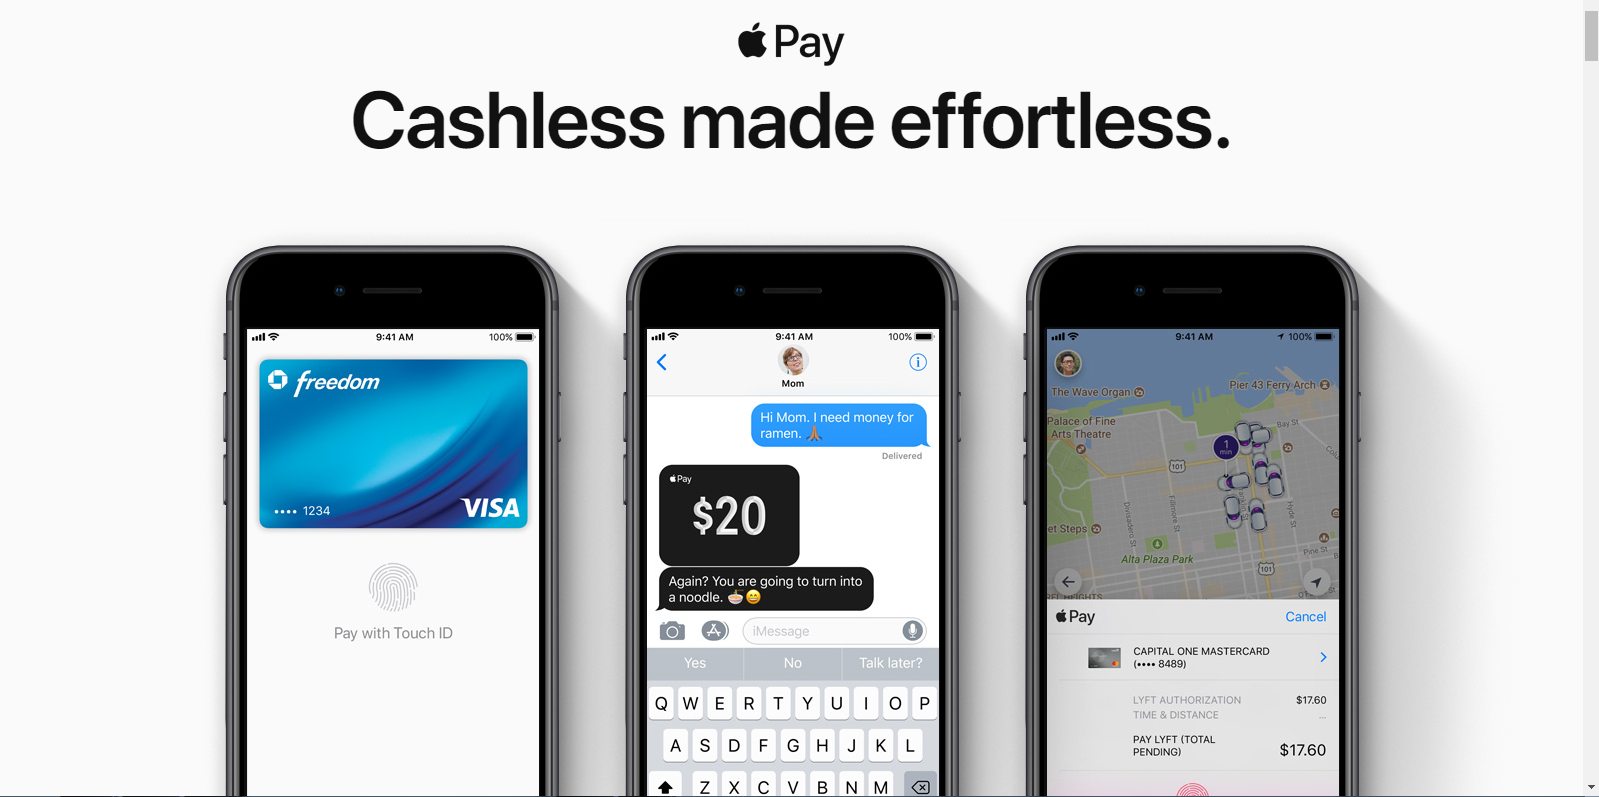 Pay
Cashless made effortless.
9:41 AM
100%
freedom
•••• 1234
VISA
Pay with Touch ID
9:41 AM
100%
Mom
Hi Mom. I need money for
ramen. 🙏🏾
Delivered
Pay
$20
Again? You are going to turn into
a noodle. 🍜😄
iMessage
Yes No Talk later?
Q W E R T Y U I O P
A S D F G H J K L
Z X C V B N M
9:41 AM
100%
The Wave Organ
Pier 43 Ferry Arch
Palace of Fine
Arts Theatre
Bay St
1
min
101
Fillmore St
Divisadero St
Hyde St
et Steps
Pine St
Alta Plaza Park
101
Pay
Cancel
CAPITAL ONE MASTERCARD
(•••• 8489)
LYFT AUTHORIZATION $17.60
TIME & DISTANCE ...
PAY LYFT (TOTAL
PENDING) $17.60